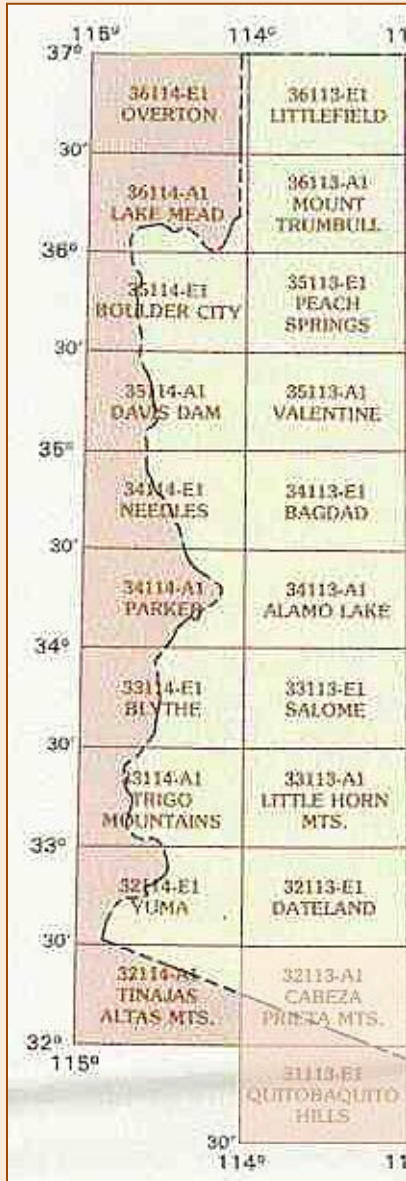 115° 114°
37°
36114-E1
OVERTON
36113-E1
LITTLEFIELD
30′
36114-A1
LAKE MEAD
36113-A1
MOUNT
TRUMBULL
36°
35114-E1
BOULDER CITY
35113-E1
PEACH
SPRINGS
30′
35114-A1
DAVIS DAM
35113-A1
VALENTINE
35°
34114-E1
NEEDLES
34113-E1
BAGDAD
30′
34114-A1
PARKER
34113-A1
ALAMO LAKE
34°
33114-E1
BLYTHE
33113-E1
SALOME
30′
33114-A1
TRIGO
MOUNTAINS
33113-A1
LITTLE HORN
MTS.
33°
32114-E1
YUMA
32113-E1
DATELAND
30′
32114-A1
TINAJAS
ALTAS MTS.
32113-A1
CABEZA
PRIETA MTS.
32°
115°
31113-E1
QUITOBAQUITO
HILLS
30′
114°